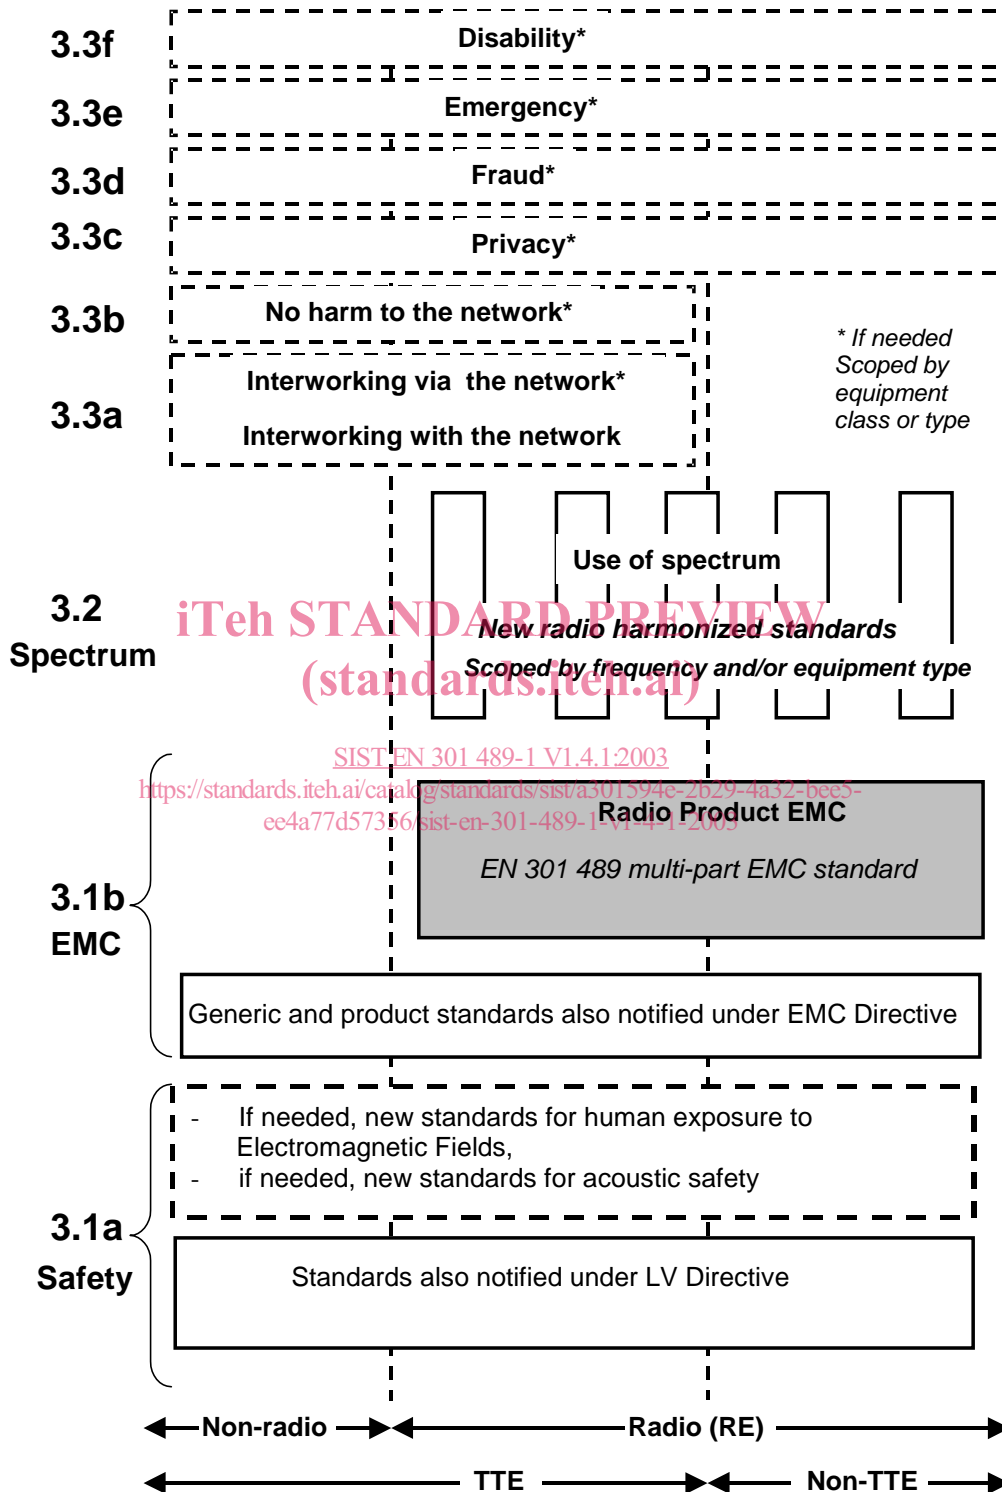 3.3f
Disability*
3.3e
Emergency*
3.3d
Fraud*
3.3c
Privacy*
3.3b
No harm to the network*
* If needed
Scoped by
equipment
class or type
3.3a
Interworking via the network*
Interworking with the network
Use of spectrum
3.2
Spectrum
iTeh STANDARD PREVIEW
New radio harmonized standards
(standards.iteh.ai)
Scoped by frequency and/or equipment type
SIST EN 301 489-1 V1.4.1:2003
https://standards.iteh.ai/catalog/standards/sist/a301594e-2b29-4a32-bee5-
ee4a77d57356/sist-en-301-489-1-v1-4-1-2003
Radio Product EMC
EN 301 489 multi-part EMC standard
3.1b
EMC
Generic and product standards also notified under EMC Directive
- If needed, new standards for human exposure to
Electromagnetic Fields,
- if needed, new standards for acoustic safety
3.1a
Safety
Standards also notified under LV Directive
Non-radio
Radio (RE)
TTE
Non-TTE